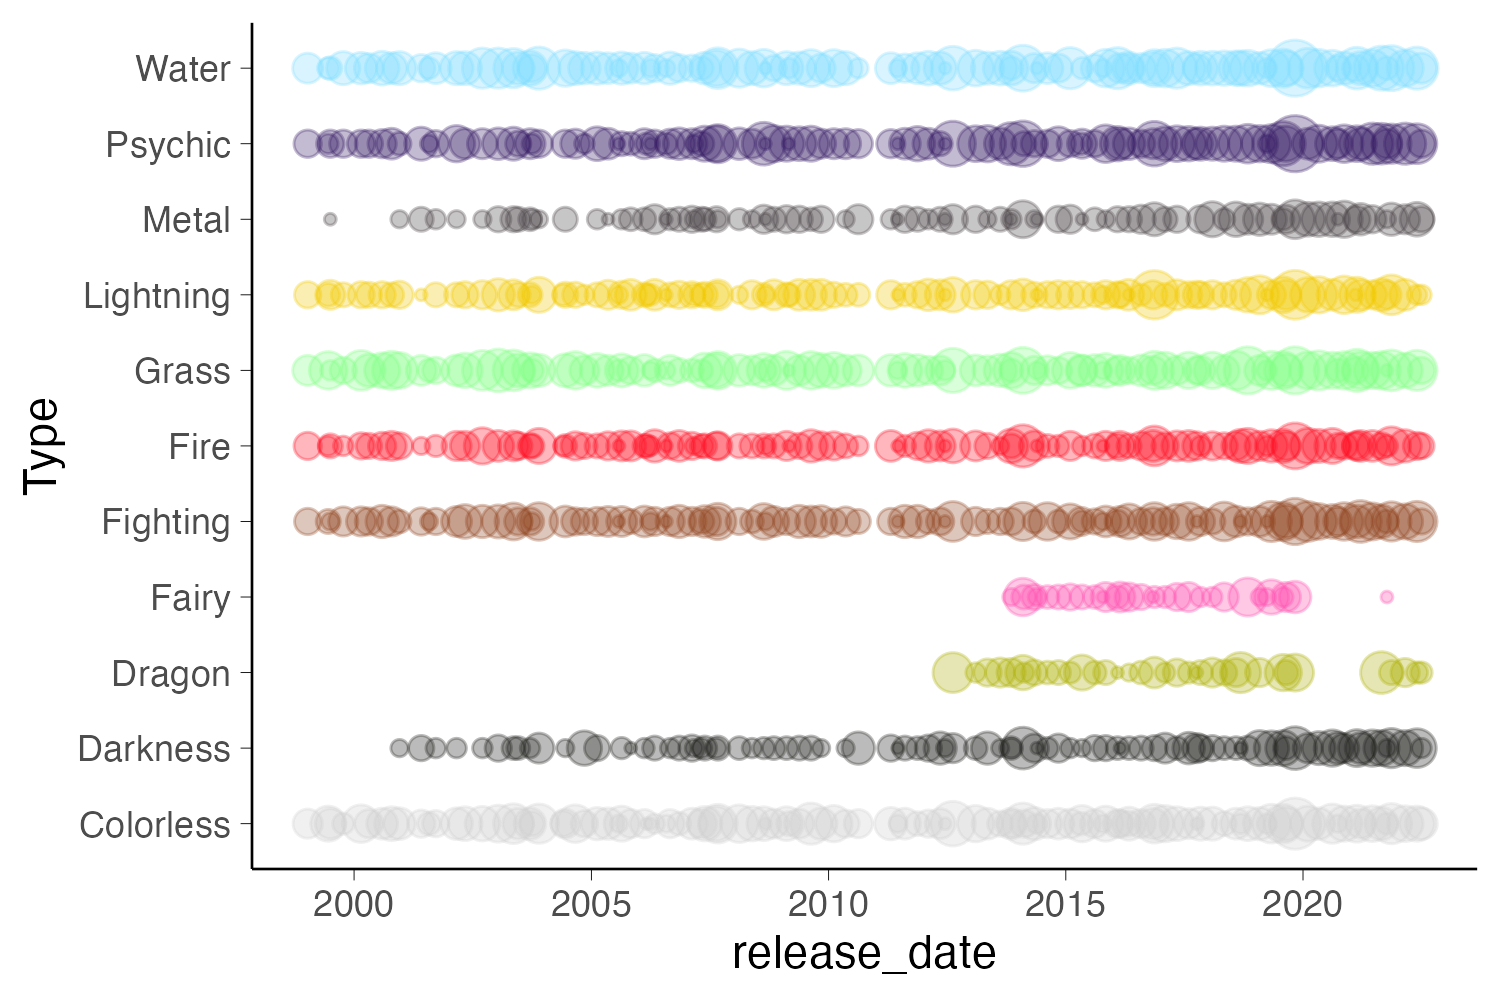 Water
Psychic
Metal
Lightning
Grass
Fire
Fighting
Fairy
Dragon
Darkness
Colorless
Type
2000 2005 2010 2015 2020
release_date